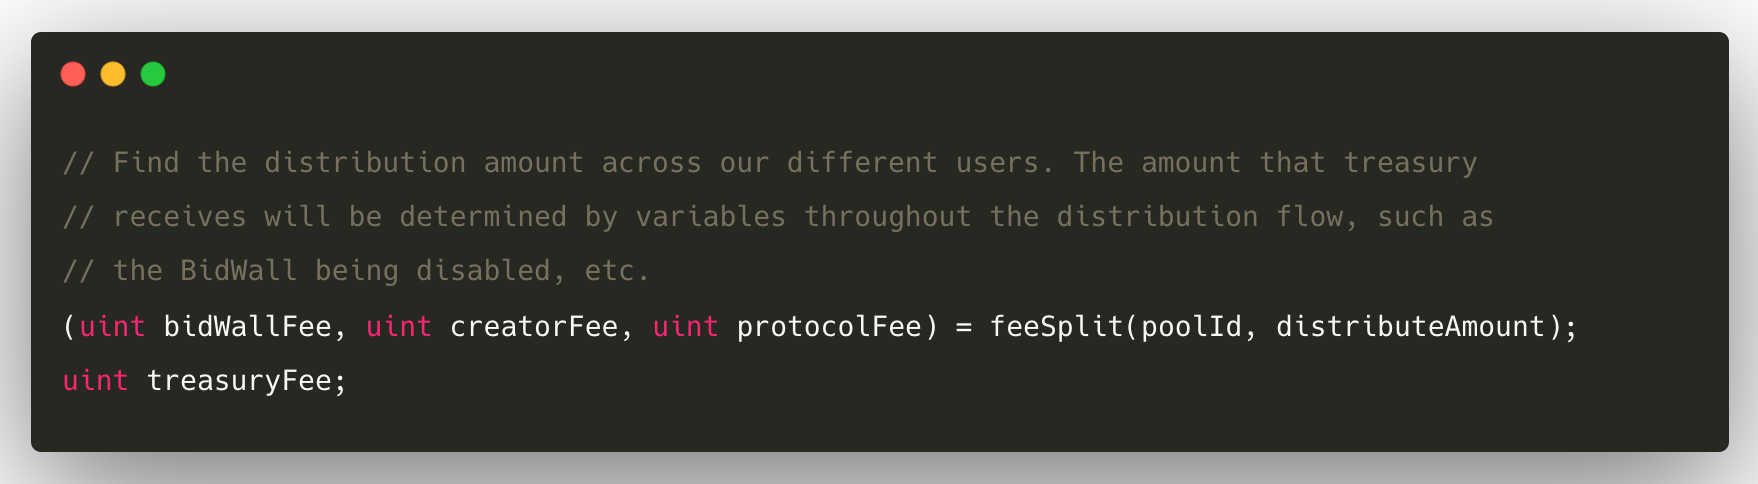 // Find the distribution amount across our different users. The amount that treasury
// receives will be determined by variables throughout the distribution flow, such as
// the BidWall being disabled, etc.
(uint bidWallFee, uint creatorFee, uint protocolFee) = feeSplit(poolId, distributeAmount);
uint treasuryFee;